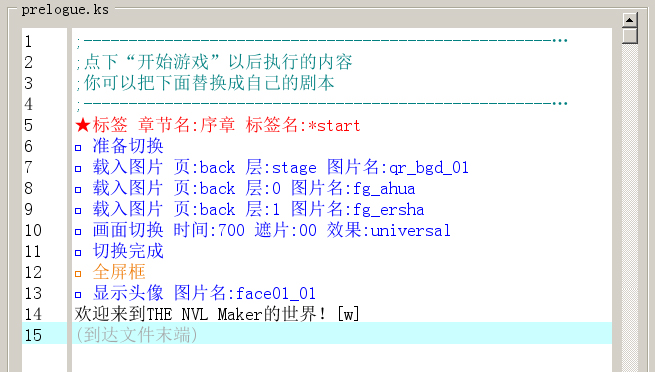 prelogue.ks
1 ;----------------------------------------------------…
2 ;点下“开始游戏”以后执行的内容
3 ;你可以把下面替换成自己的剧本
4 ;----------------------------------------------------…
5 ★标签 章节名:序章 标签名:*start
6 □ 准备切换
7 □ 载入图片 页:back 层:stage 图片名:qr_bgd_01
8 □ 载入图片 页:back 层:0 图片名:fg_ahua
9 □ 载入图片 页:back 层:1 图片名:fg_ersha
10 □ 画面切换 时间:700 遮片:00 效果:universal
11 □ 切换完成
12 □ 全屏框
13 □ 显示头像 图片名:face01_01
14 欢迎来到THE NVL Maker的世界！[w]
15 (到达文件末端)